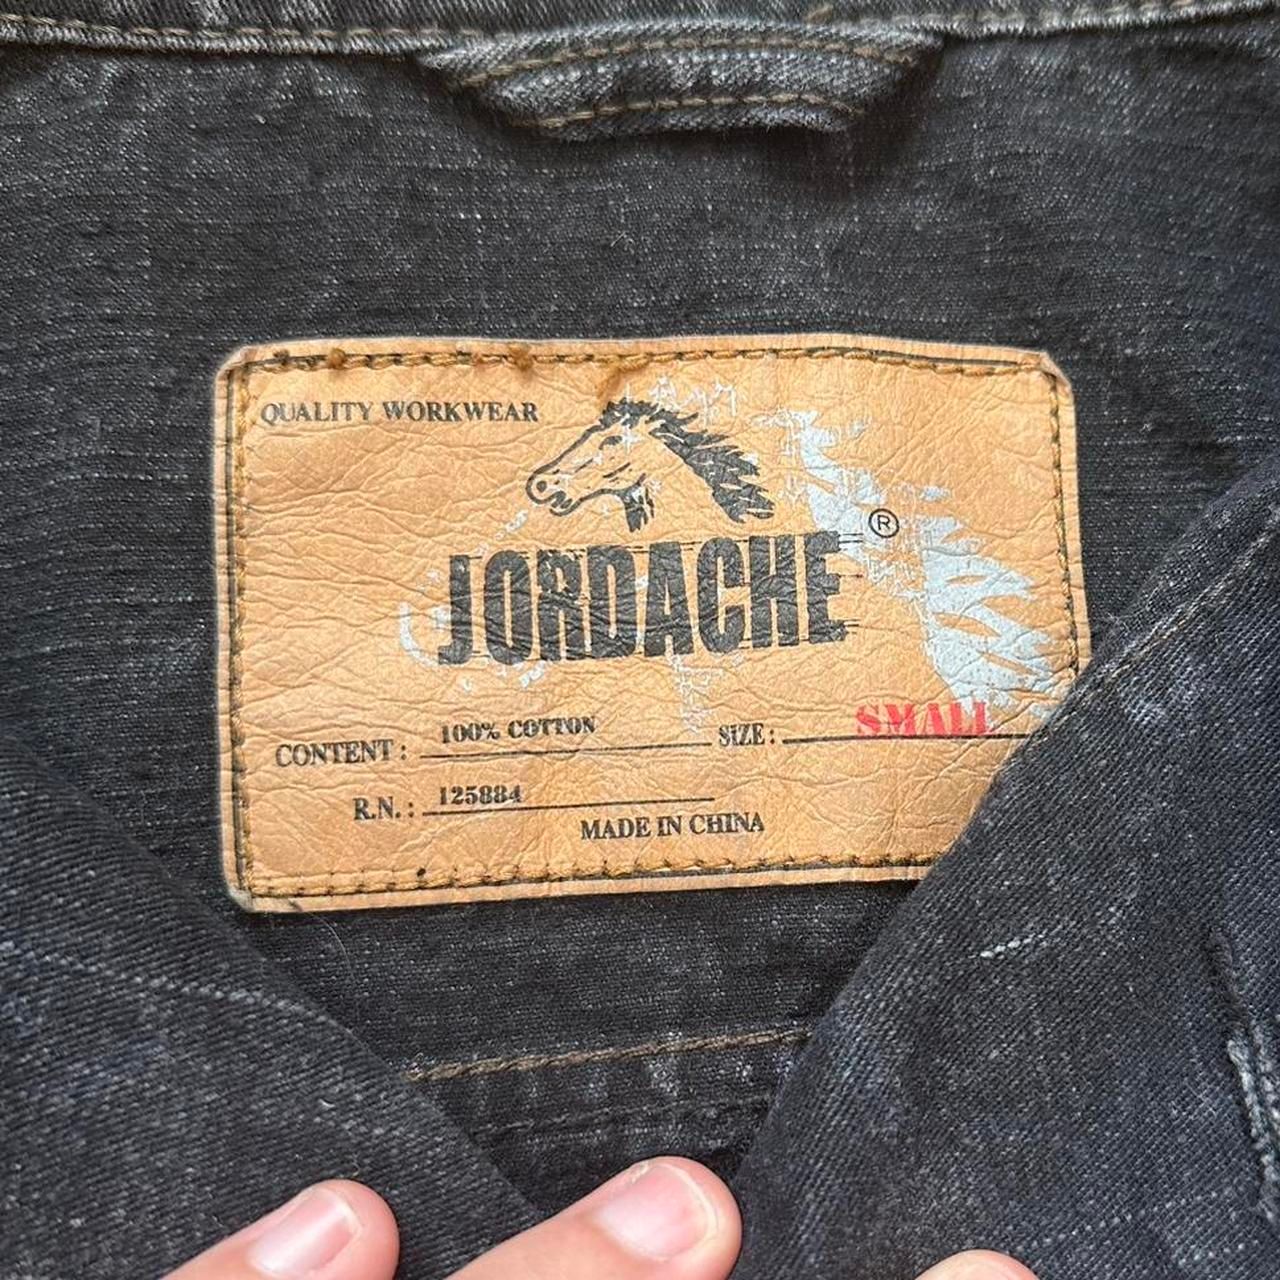 QUALITY WORKWEAR
JORDACHE ®
CONTENT : 100% COTTON SIZE : SMALL
R.N. : 125884
MADE IN CHINA